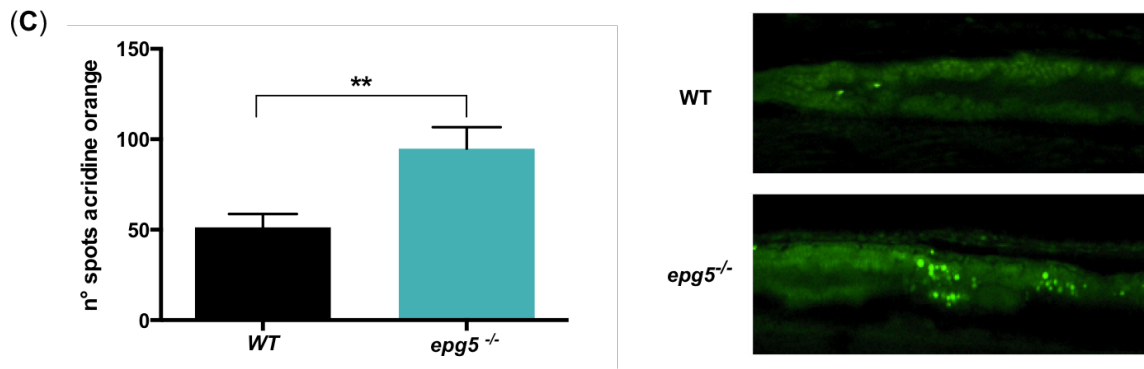 (C)
n° spots acridine orange
150
100
50
0
**
WT
epg5 -/-
WT
epg5-/-